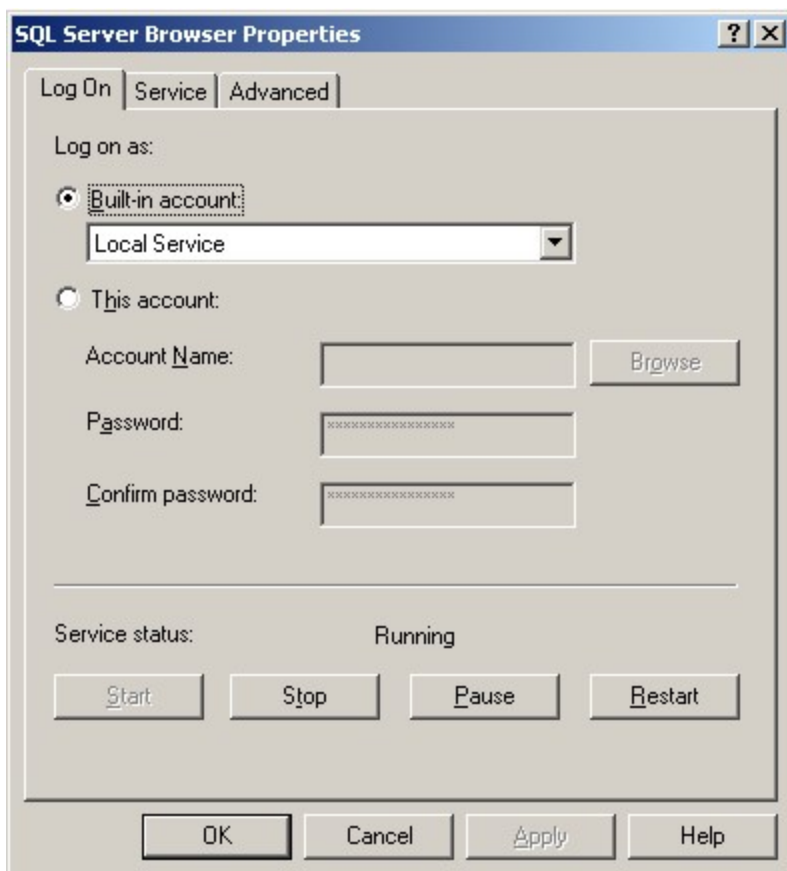 SQL Server Browser Properties
Log On Service Advanced
Log on as:
Built-in account:
Local Service
This account:
Account Name: Browse
Password: ****************
Confirm password: ****************
Service status: Running
Start Stop Pause Restart
OK Cancel Apply Help